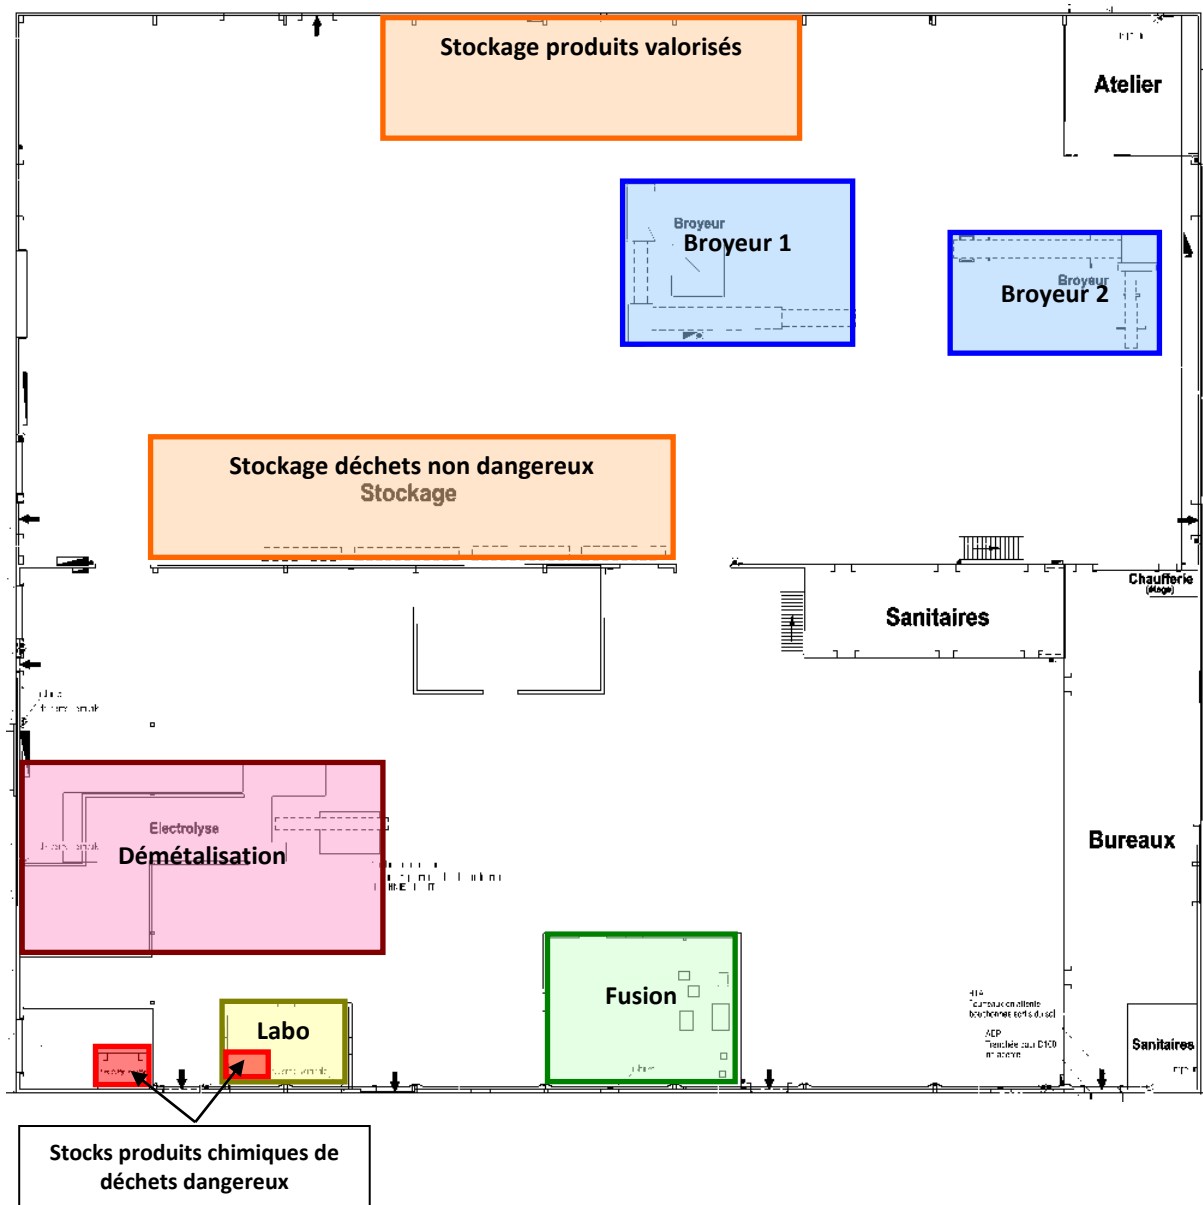 Stockage produits valorisés
Atelier
Broyeur
Broyeur 1
Broyeur
Broyeur 2
Stockage déchets non dangereux
Stockage
Chaufferie
(étage)
Sanitaires
Electrolyse
Démétalisation
Bureaux
Fusion
Labo
Sanitaires
Stocks produits chimiques de
déchets dangereux